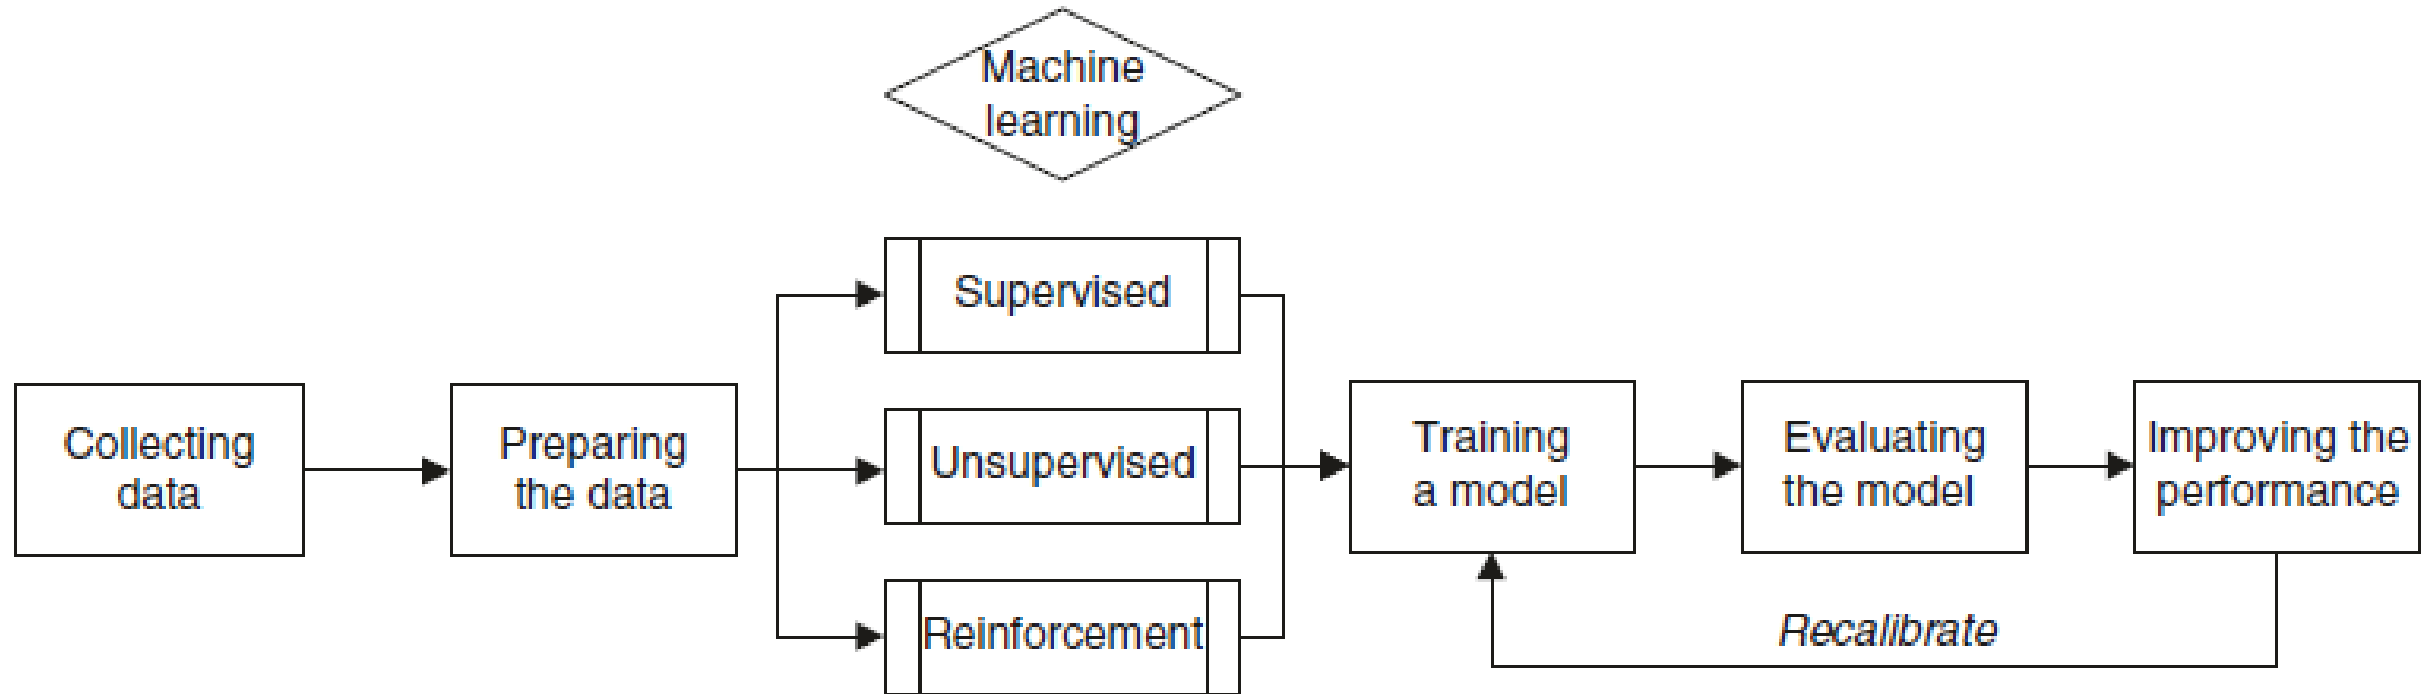 Machine
learning
Supervised
Collecting
data
Preparing
the data
Unsupervised
Reinforcement
Training
a model
Evaluating
the model
Improving the
performance
Recalibrate